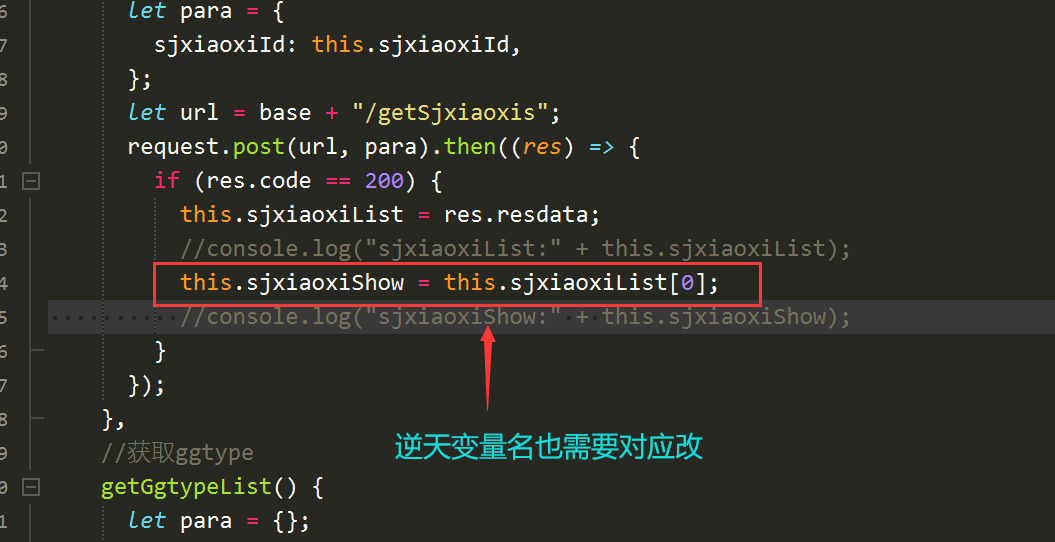 6 let para = {
7 sjxiaoxiId: this.sjxiaoxiId,
8 };
9 let url = base + "/getSjxiaoxis";
0 request.post(url, para).then((res) => {
1 if (res.code == 200) {
2 this.sjxiaoxiList = res.resdata;
3 //console.log("sjxiaoxiList:" + this.sjxiaoxiList);
4 this.sjxiaoxiShow = this.sjxiaoxiList[0];
5 //console.log("sjxiaoxiShow:" + this.sjxiaoxiShow);
6 }
7 });
8 },
逆天变量名也需要对应改
9 //获取ggtype
0 getGgtypeList() {
1 let para = {};